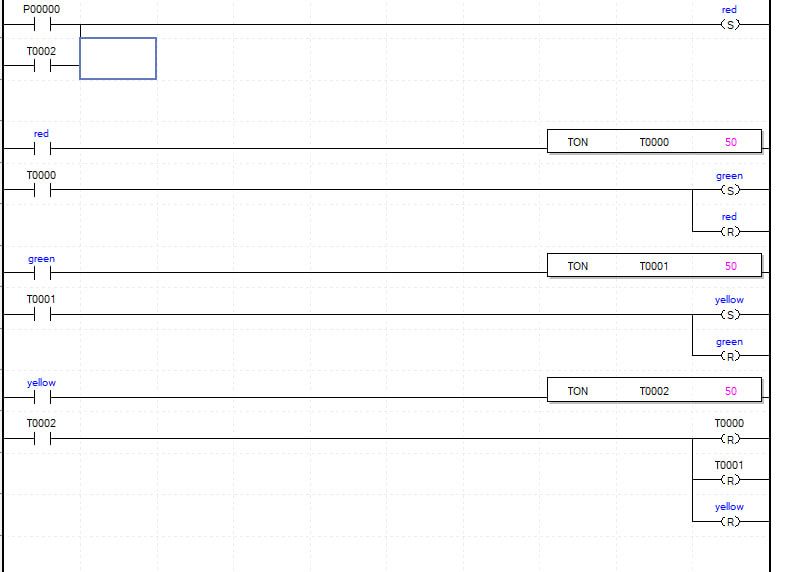 P00000 red
(S)
T0002
red
TON T0000 50
T0000 green
(S)
red
(R)
green
TON T0001 50
T0001 yellow
(S)
green
(R)
yellow
TON T0002 50
T0002 T0000
(R)
T0001
(R)
yellow
(R)